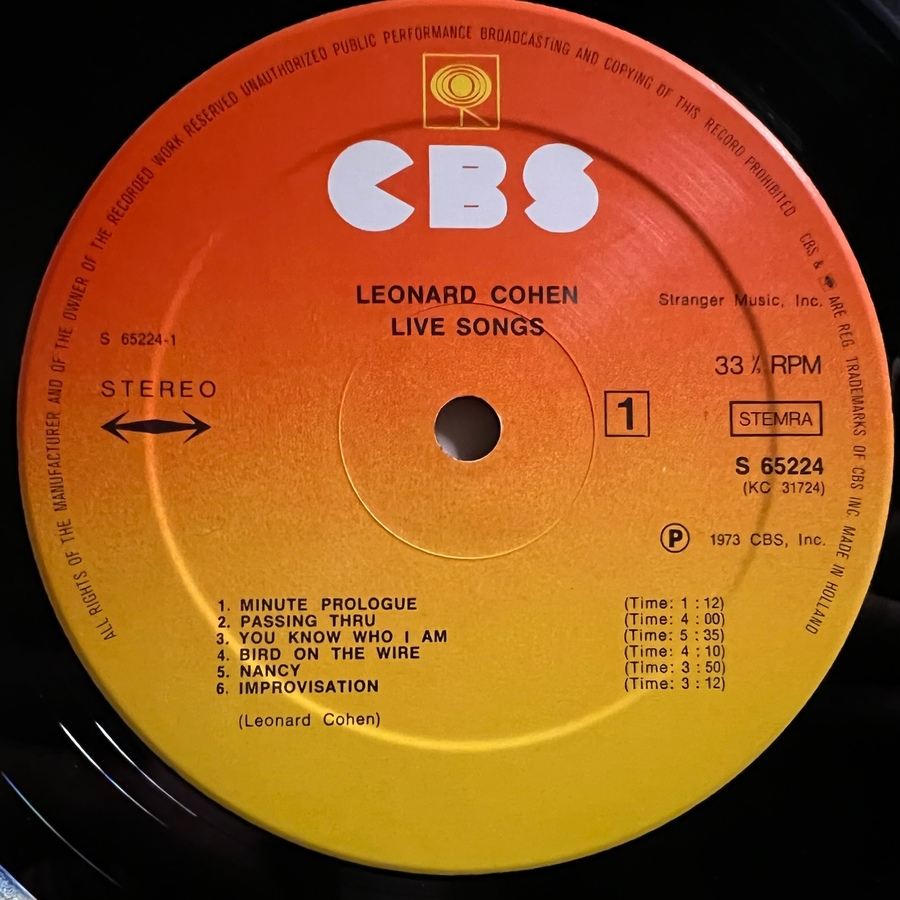 ALL RIGHTS OF THE MANUFACTURER AND OF THE OWNER OF THE RECORDED WORK RESERVED UNAUTHORIZED PUBLIC PERFORMANCE BROADCASTING AND COPYING OF THIS RECORD PROHIBITED CBS & ARE REG. TRADEMARKS OF CBS INC. MADE IN HOLLAND
CBS
LEONARD COHEN
LIVE SONGS
Stranger Music, Inc.
S 65224-1
STEREO
33 ⅓ RPM
1
STEMRA
S 65224
(KC 31724)
Ⓟ 1973 CBS, Inc.
1. MINUTE PROLOGUE (Time: 1 : 12)
2. PASSING THRU (Time: 4 : 00)
3. YOU KNOW WHO I AM (Time: 5 : 35)
4. BIRD ON THE WIRE (Time: 4 : 10)
5. NANCY (Time: 3 : 50)
6. IMPROVISATION (Time: 3 : 12)
(Leonard Cohen)